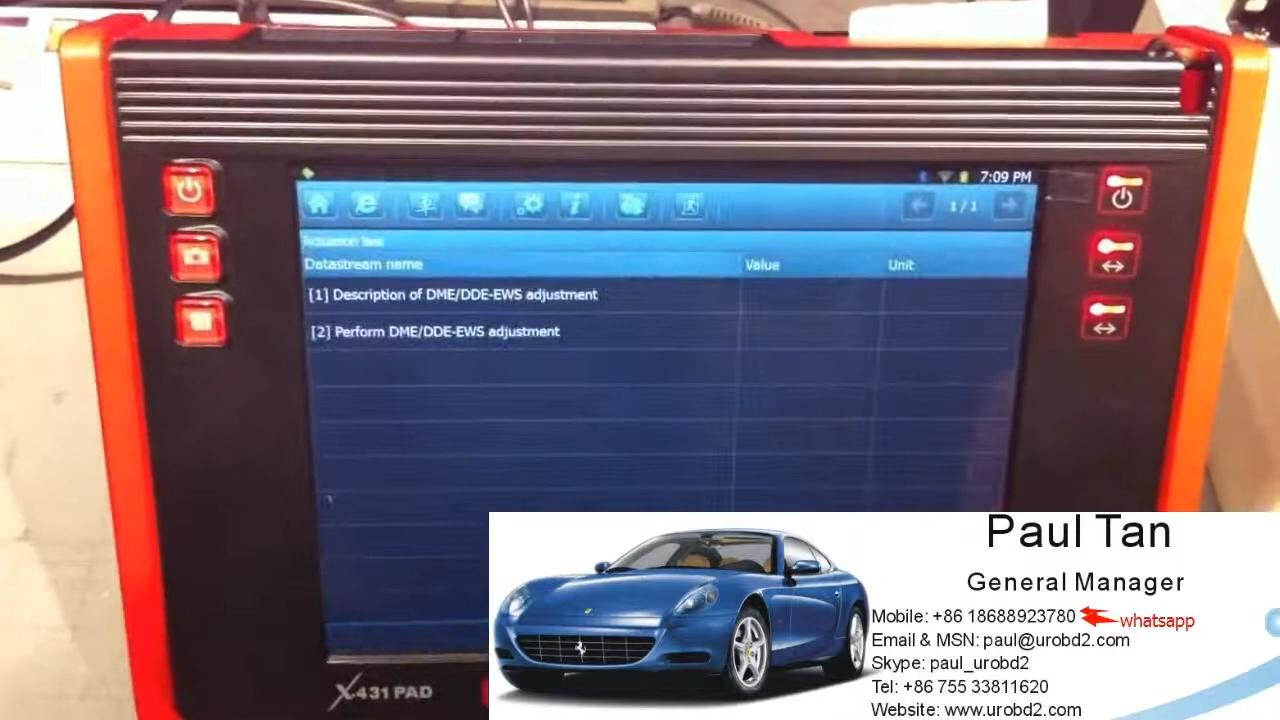 7:09 PM
1/1
Actuation test
Datastream name Value Unit
[1] Description of DME/DDE-EWS adjustment
[2] Perform DME/DDE-EWS adjustment
X-431 PAD
Paul Tan
General Manager
Mobile: +86 18688923780 whatsapp
Email & MSN: paul@urobd2.com
Skype: paul_urobd2
Tel: +86 755 33811620
Website: www.urobd2.com